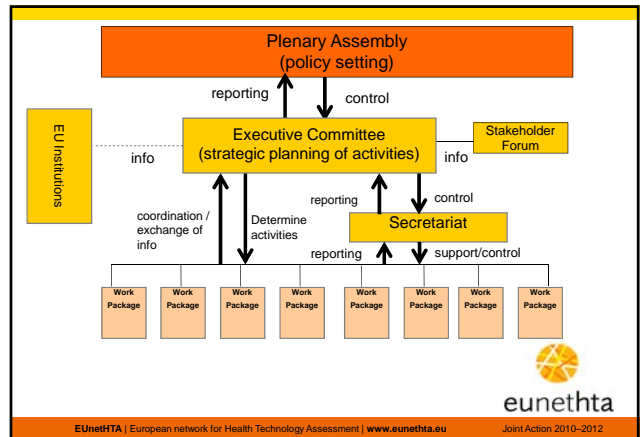 Plenary Assembly
(policy setting)
reporting
control
EU Institutions
info
Executive Committee
(strategic planning of activities)
info
Stakeholder
Forum
coordination /
exchange of
info
Determine
activities
reporting
control
Secretariat
reporting
support/control
Work
Package
Work
Package
Work
Package
Work
Package
Work
Package
Work
Package
Work
Package
Work
Package
eunethta
EUnetHTA | European network for Health Technology Assessment | www.eunethta.eu
Joint Action 2010–2012